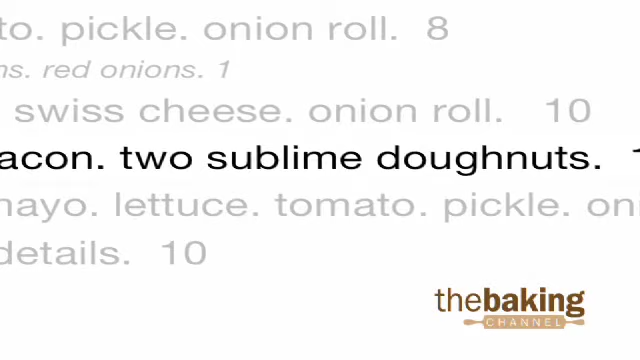 to. pickle. onion roll. 8
ns. red onions. 1
swiss cheese. onion roll. 10
acon. two sublime doughnuts. 1
mayo. lettuce. tomato. pickle. oni
details. 10
thebaking
CHANNEL